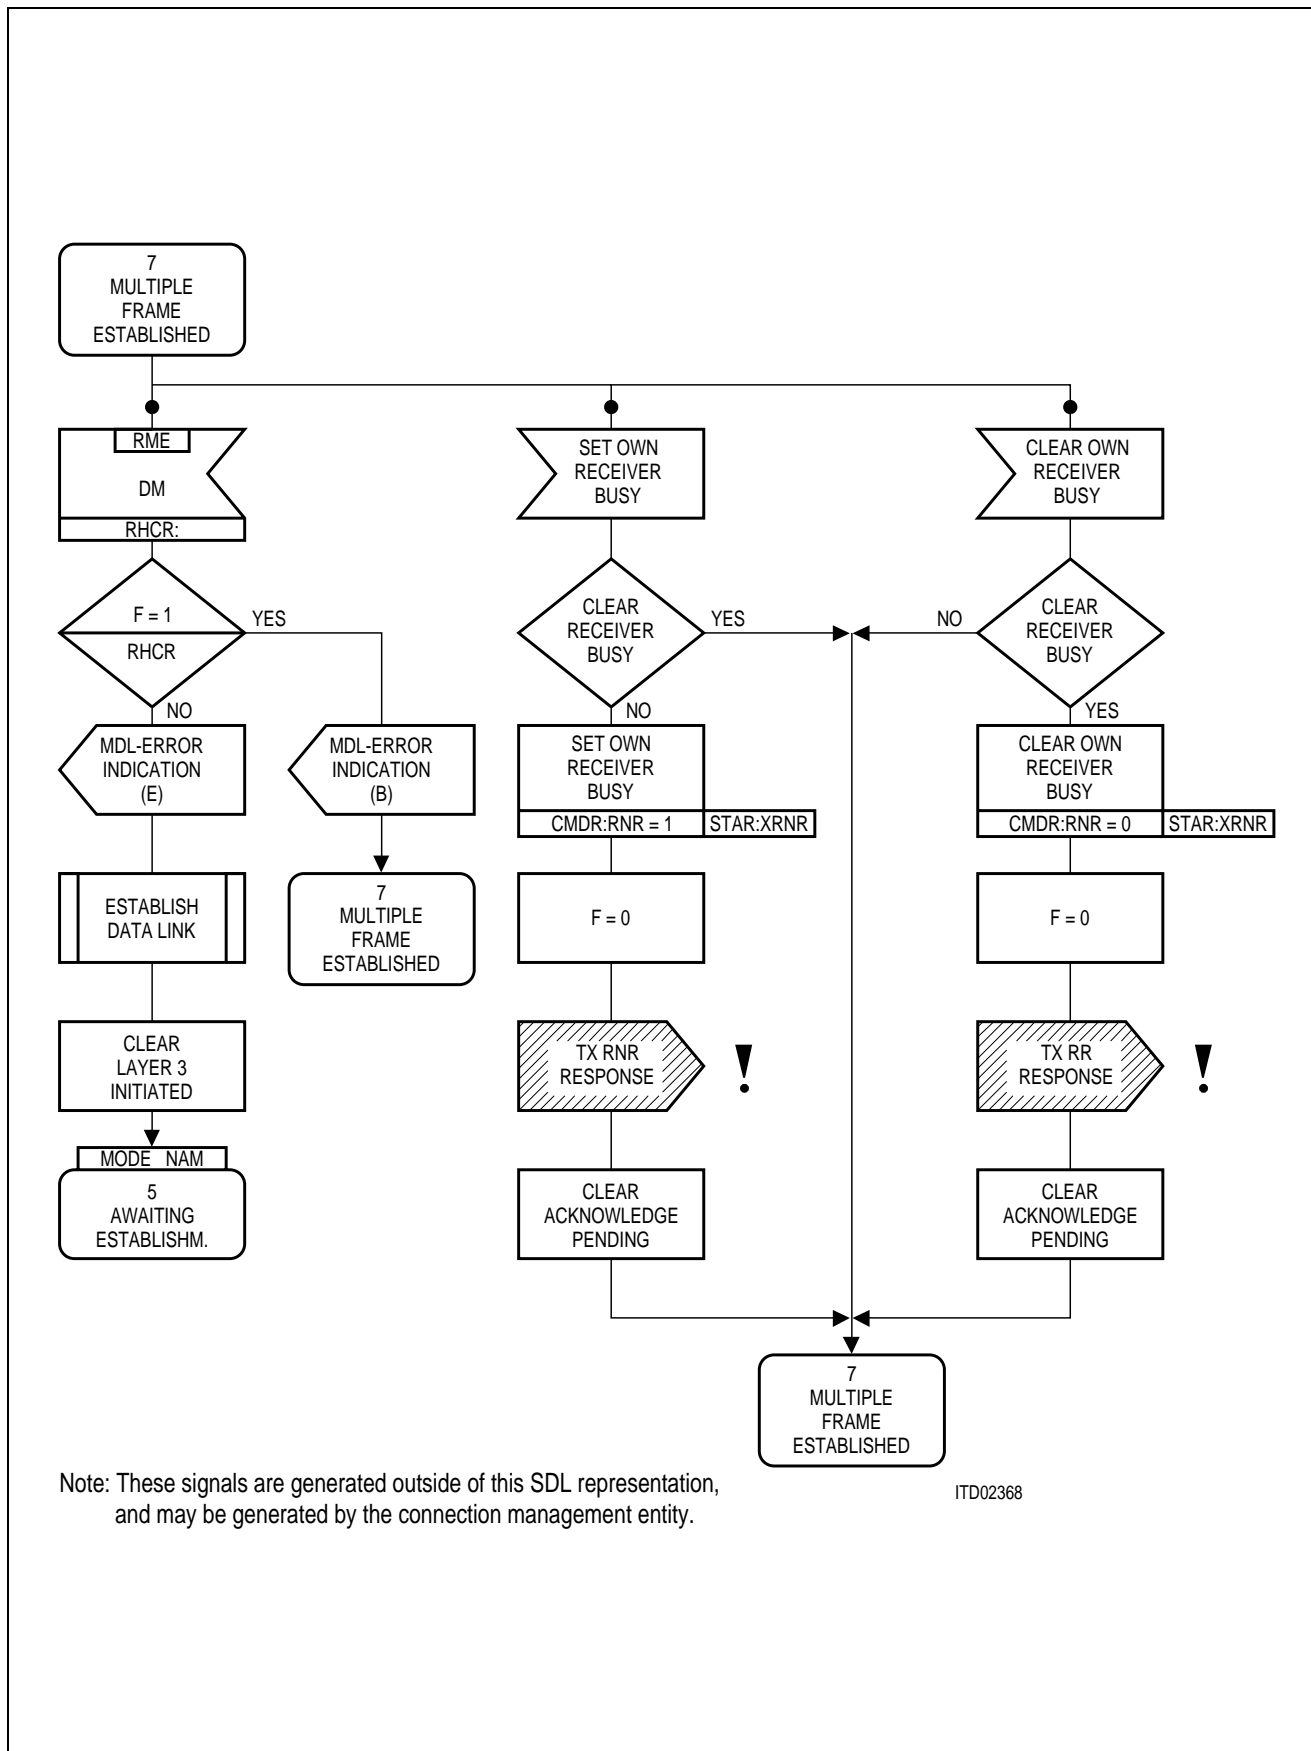 7
MULTIPLE
FRAME
ESTABLISHED
RME
DM
RHCR:
F = 1
RHCR
YES
NO
MDL-ERROR
INDICATION
(E)
MDL-ERROR
INDICATION
(B)
ESTABLISH
DATA LINK
7
MULTIPLE
FRAME
ESTABLISHED
CLEAR
LAYER 3
INITIATED
MODE NAM
5
AWAITING
ESTABLISHM.
SET OWN
RECEIVER
BUSY
CLEAR
RECEIVER
BUSY
YES
NO
SET OWN
RECEIVER
BUSY
CMDR:RNR = 1
STAR:XRNR
F = 0
TX RNR
RESPONSE
!
CLEAR
ACKNOWLEDGE
PENDING
CLEAR OWN
RECEIVER
BUSY
NO
CLEAR
RECEIVER
BUSY
YES
CLEAR OWN
RECEIVER
BUSY
CMDR:RNR = 0
STAR:XRNR
F = 0
TX RR
RESPONSE
!
CLEAR
ACKNOWLEDGE
PENDING
7
MULTIPLE
FRAME
ESTABLISHED
Note: These signals are generated outside of this SDL representation,
and may be generated by the connection management entity.
ITD02368